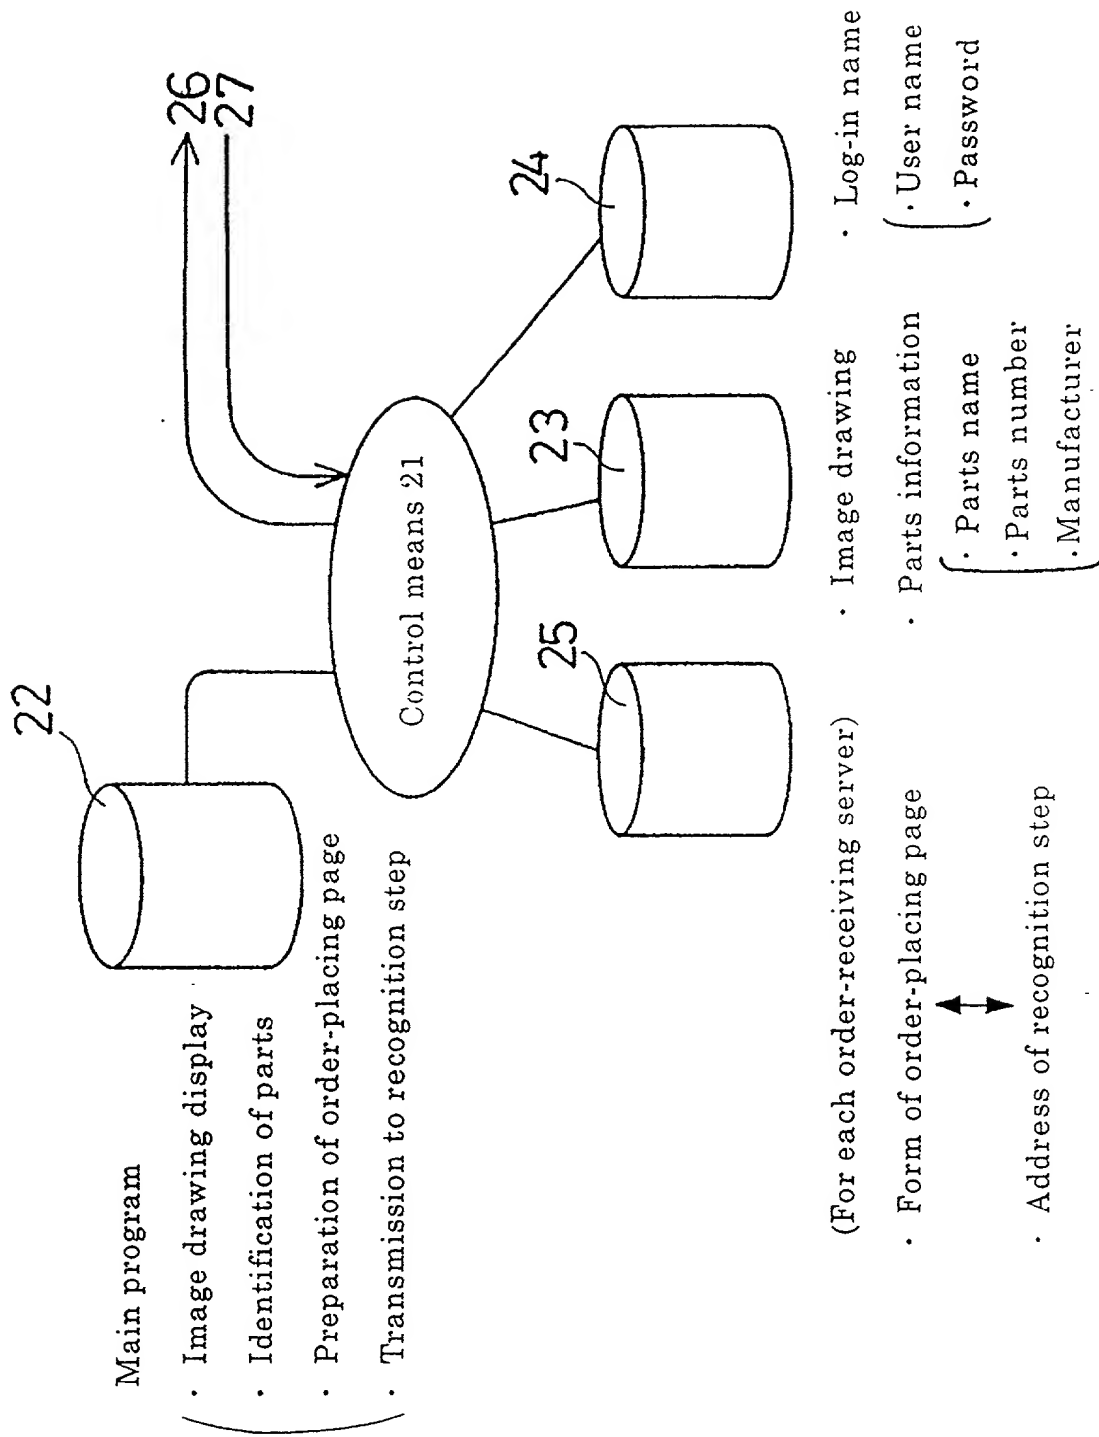 22
26
27
Main program
· Image drawing display
· Identification of parts
· Preparation of order-placing page
· Transmission to recognition step
Control means 21
25
23
24
(For each order-receiving server)
· Form of order-placing page
· Address of recognition step
· Image drawing
· Parts information
· Parts name
· Parts number
· Manufacturer
· Log-in name
· User name
· Password